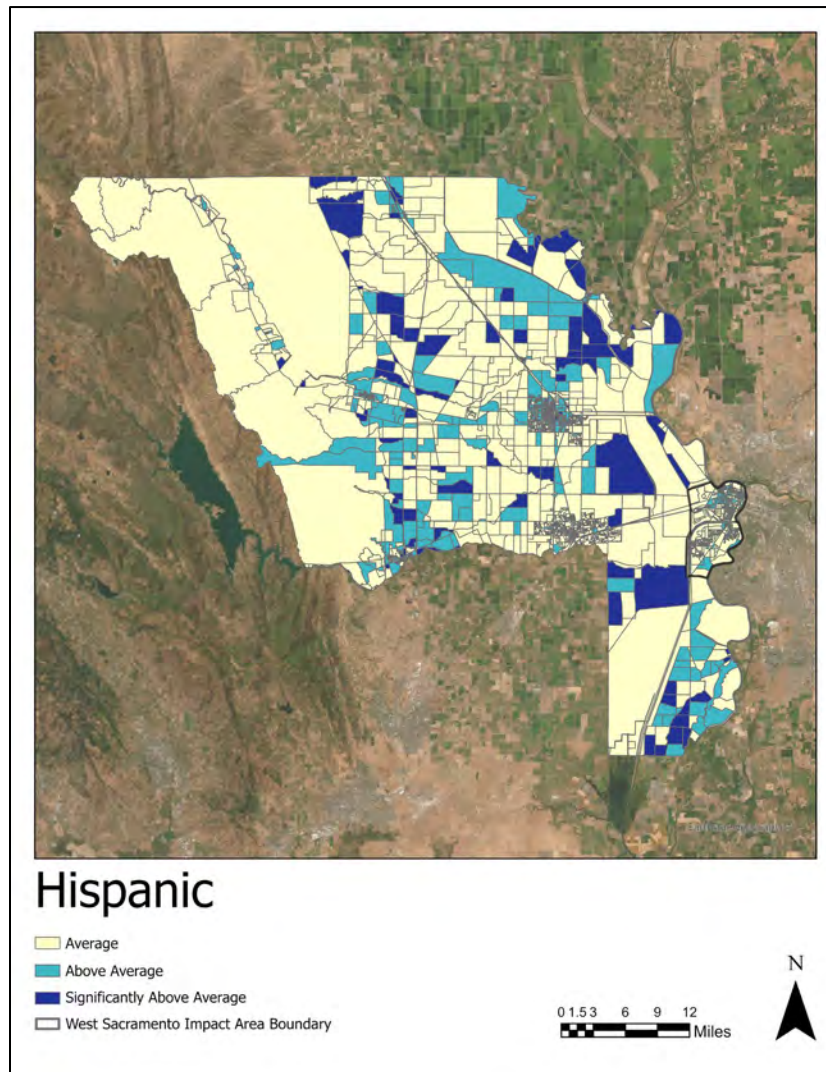 Hispanic
Average
Above Average
Significantly Above Average
West Sacramento Impact Area Boundary
N
0 1.5 3 6 9 12
Miles